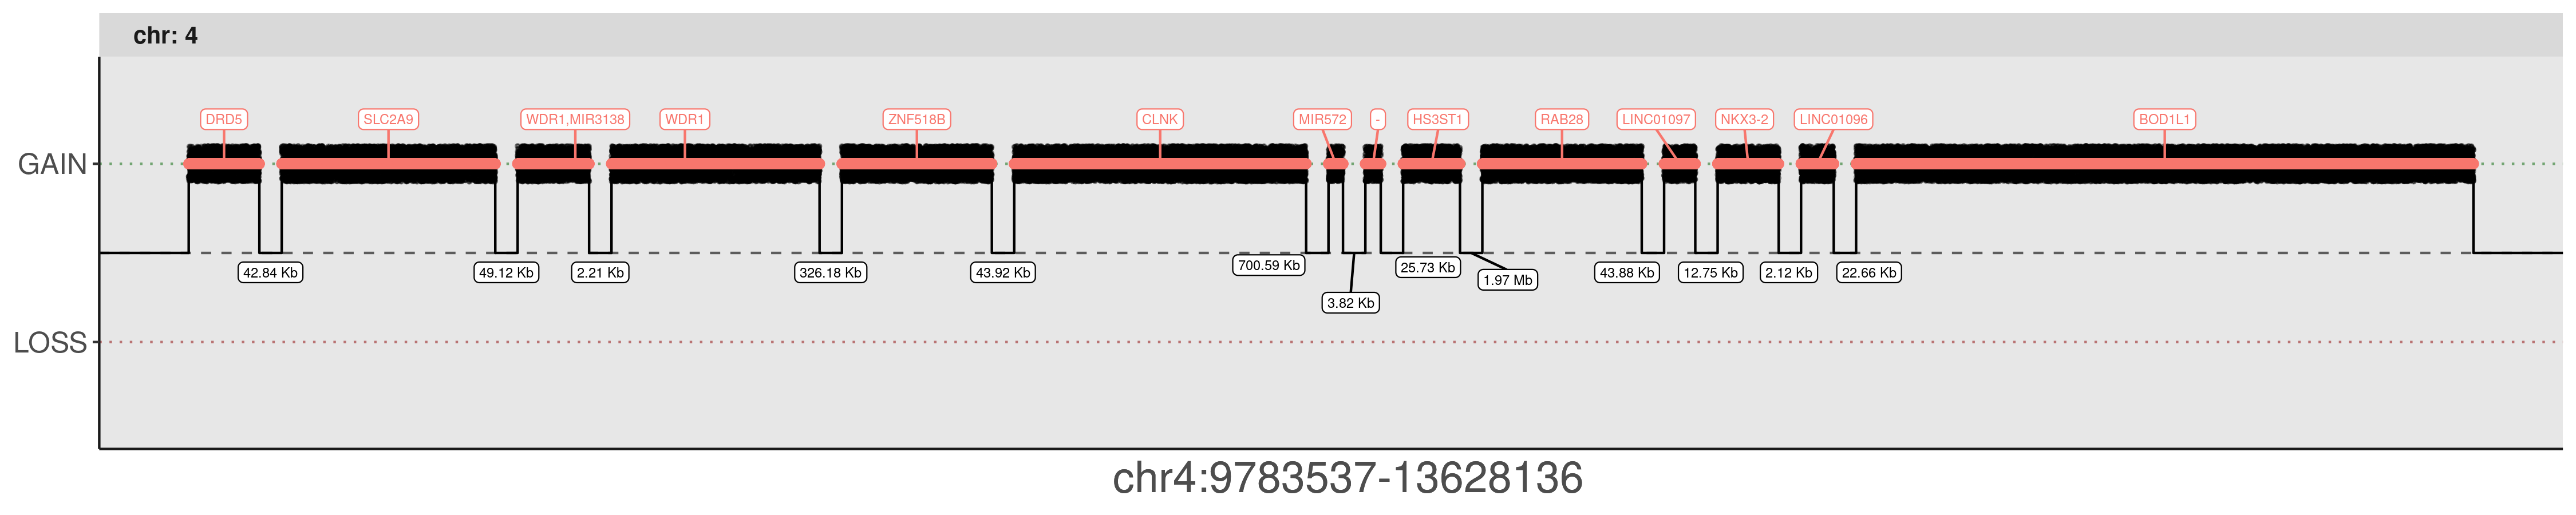 chr: 4
DRD5
SLC2A9
WDR1,MIR3138
WDR1
ZNF518B
CLNK
MIR572
-
HS3ST1
RAB28
LINC01097
NKX3-2
LINC01096
BOD1L1
GAIN
42.84 Kb
49.12 Kb
2.21 Kb
326.18 Kb
43.92 Kb
700.59 Kb
3.82 Kb
25.73 Kb
1.97 Mb
43.88 Kb
12.75 Kb
2.12 Kb
22.66 Kb
LOSS
chr4:9783537-13628136